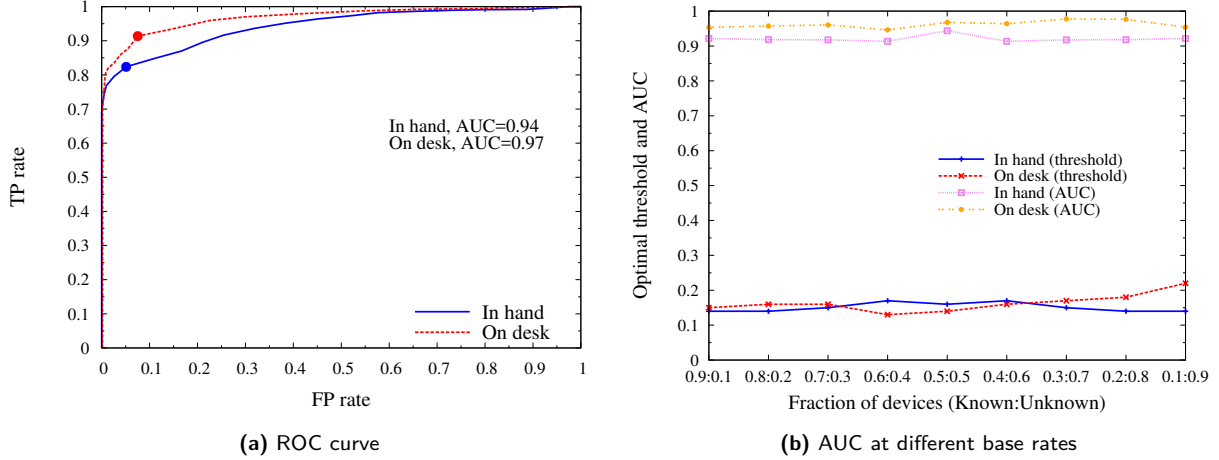 1
0.9
0.8
0.7
0.6
0.5
0.4
0.3
0.2
0.1
0
TP rate
In hand, AUC=0.94
On desk, AUC=0.97
In hand
On desk
0 0.1 0.2 0.3 0.4 0.5 0.6 0.7 0.8 0.9 1
FP rate
(a) ROC curve
1
0.9
0.8
0.7
0.6
0.5
0.4
0.3
0.2
0.1
0
Optimal threshold and AUC
In hand (threshold)
On desk (threshold)
In hand (AUC)
On desk (AUC)
0.9:0.1 0.8:0.2 0.7:0.3 0.6:0.4 0.5:0.5 0.4:0.6 0.3:0.7 0.2:0.8 0.1:0.9
Fraction of devices (Known:Unknown)
(b) AUC at different base rates